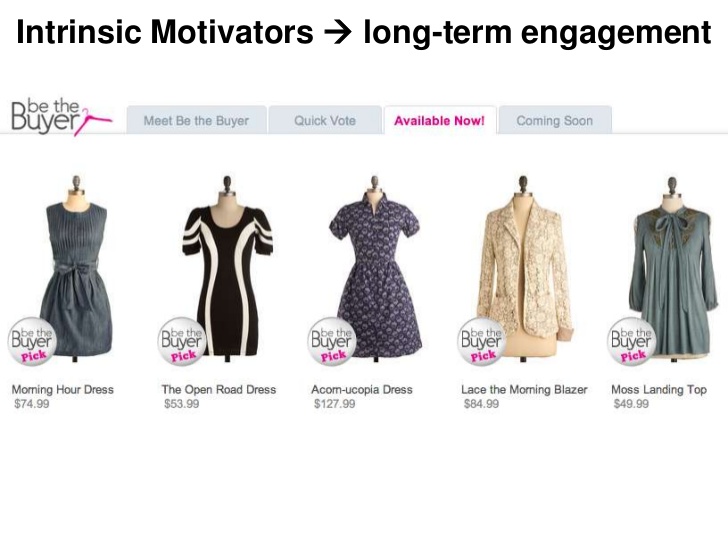 Intrinsic Motivators → long-term engagement
be the
Buyer
Meet Be the Buyer
Quick Vote
Available Now!
Coming Soon
be the
Buyer
Pick
be the
Buyer
Pick
be the
Buyer
Pick
be the
Buyer
Pick
be the
Buyer
Pick
Morning Hour Dress
$74.99
The Open Road Dress
$53.99
Acorn-ucopia Dress
$127.99
Lace the Morning Blazer
$84.99
Moss Landing Top
$49.99